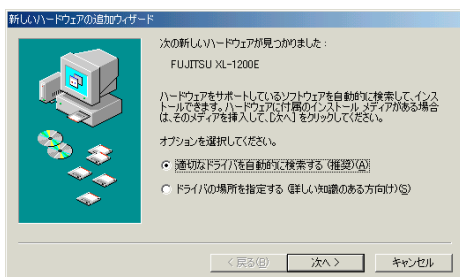 新しいハードウェアの追加ウィザード
次の新しいハードウェアが見つかりました :
FUJITSU XL-1200E
ハードウェアをサポートしているソフトウェアを自動的に検索して、インス
トールできます。ハードウェアに付属のインストール メディアがある場合
は、そのメディアを挿入して、[次へ] をクリックしてください。
オプションを選択してください。
適切なドライバを自動的に検索する (推奨)(A)
ドライバの場所を指定する (詳しい知識のある方向け)(S)
< 戻る(B)
次へ >
キャンセル